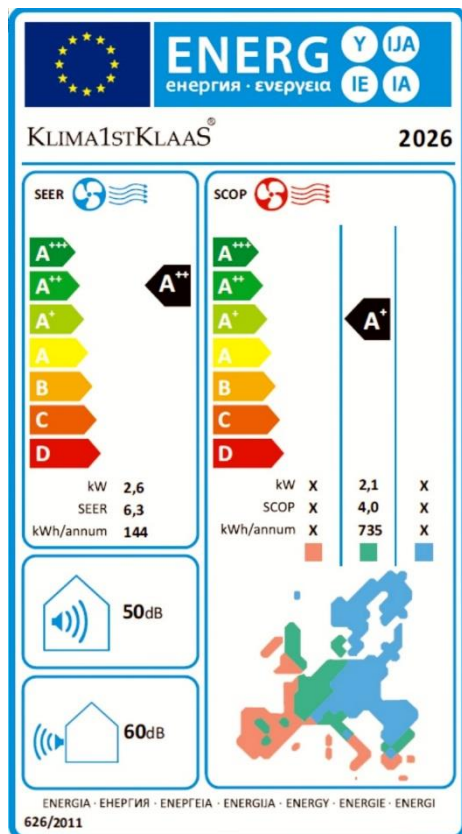 ENERG Y IJA
енергия · ενεργεια IE IA
KLIMA1STKLAAS® 2026
SEER
A+++
A++
A+
A
B
C
D
A++
kW 2,6
SEER 6,3
kWh/annum 144
SCOP
A+++
A++
A+
A
B
C
D
A+
kW X 2,1 X
SCOP X 4,0 X
kWh/annum X 735 X
50dB
60dB
ENERGIA · ЕНЕРГИЯ · ΕΝΕΡΓΕΙΑ · ENERGIJA · ENERGY · ENERGIE · ENERGI
626/2011